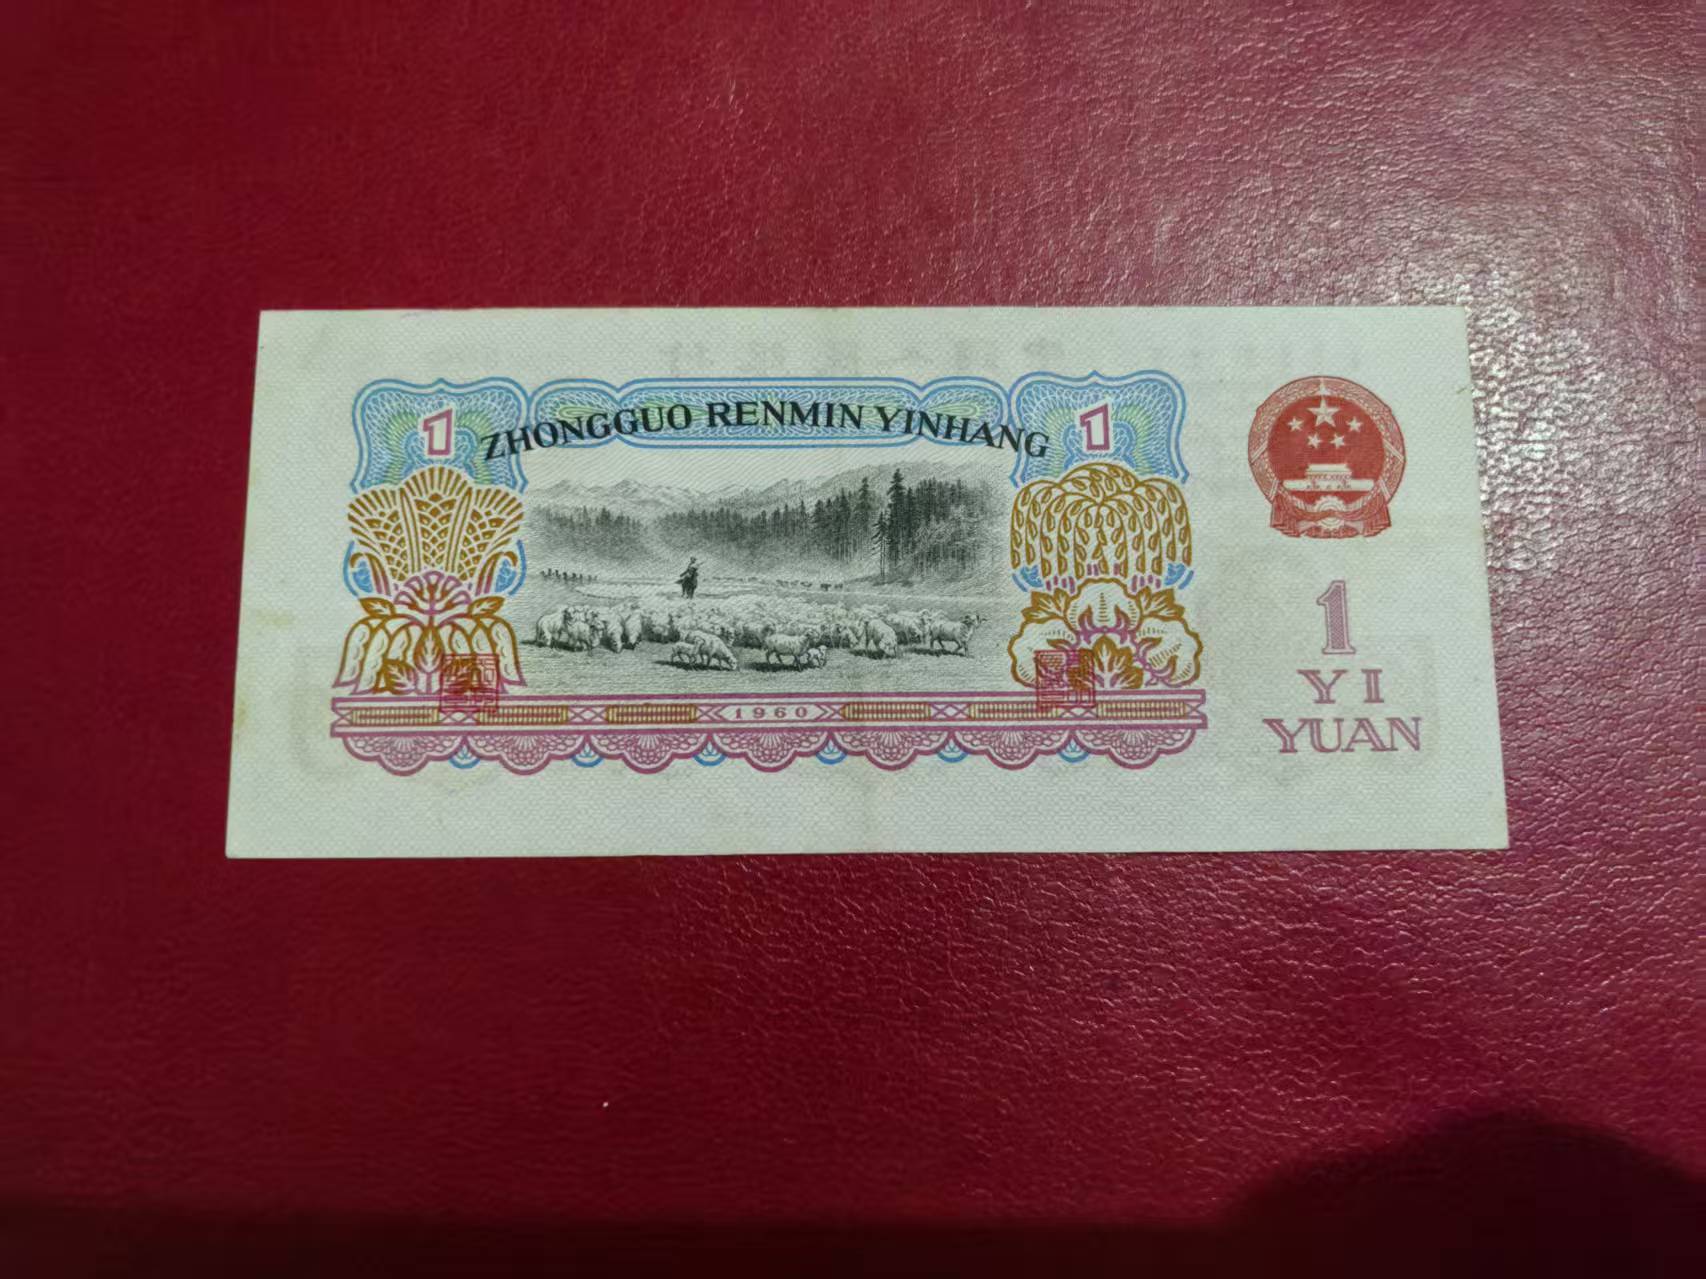 ZHONGGUO RENMIN YINHANG
1
1
1960
1
YI
YUAN